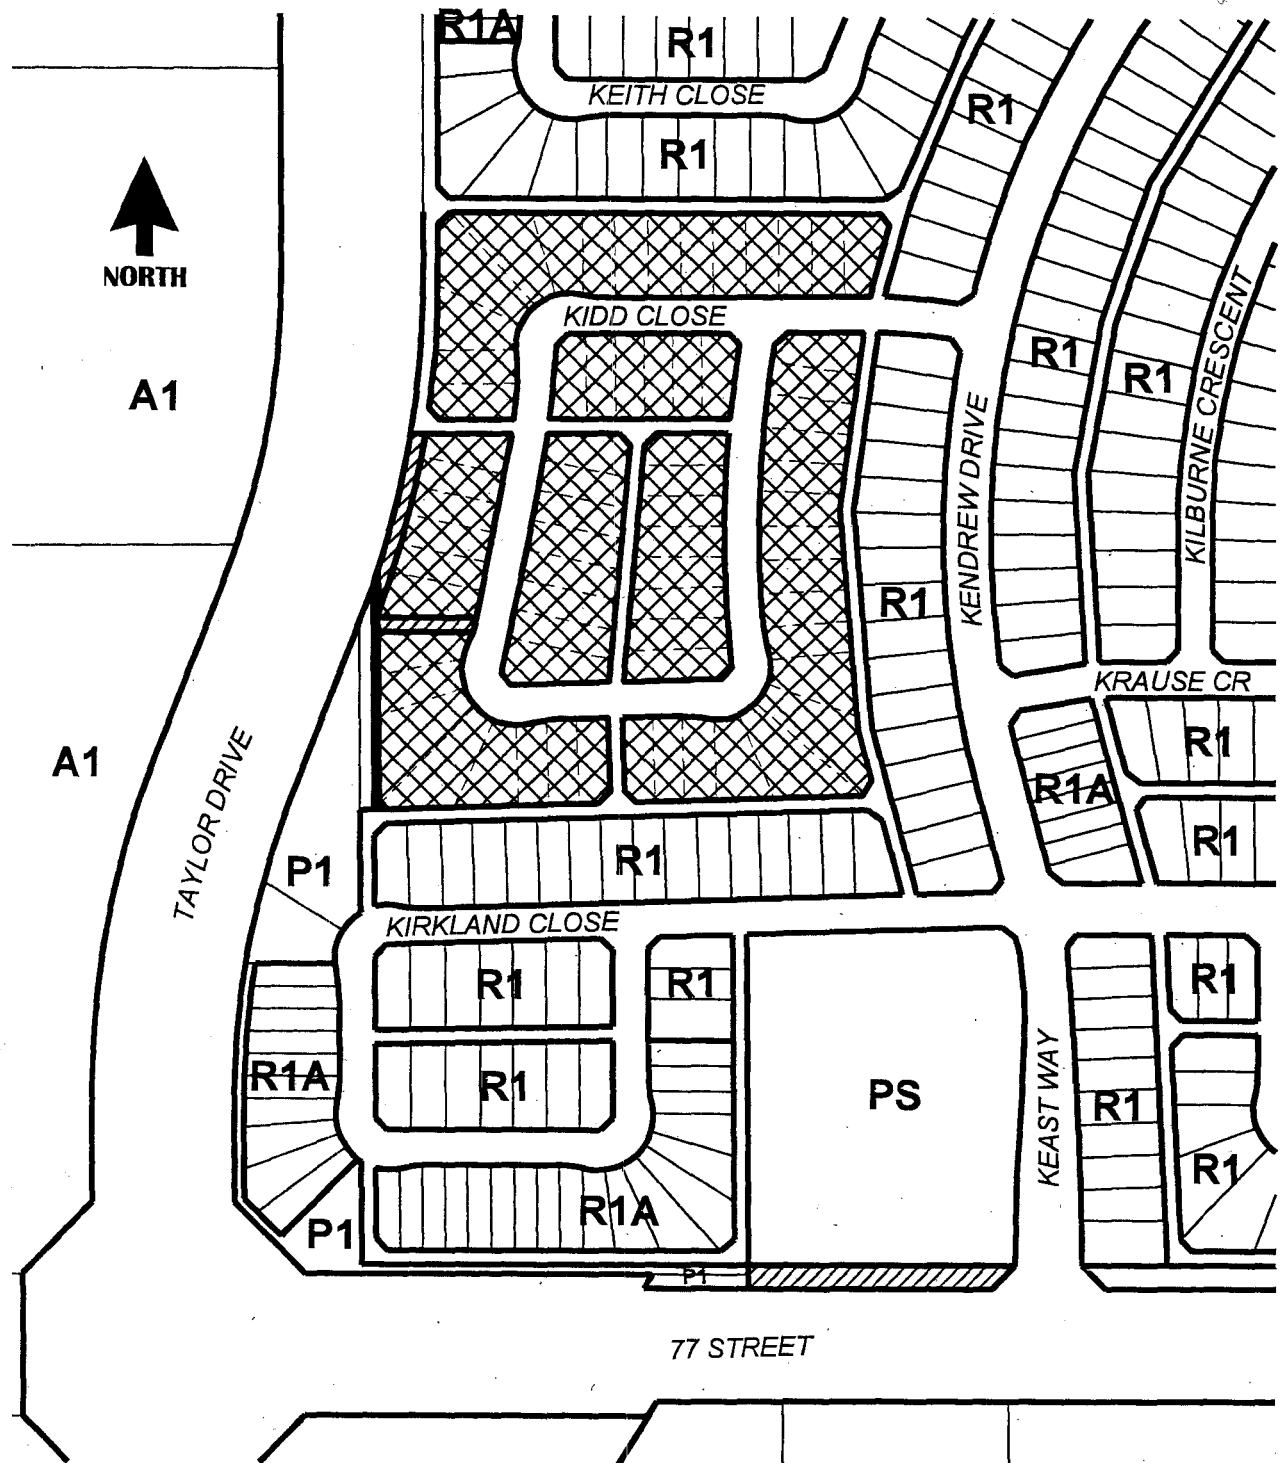 R1A
R1
KEITH CLOSE
R1
R1
NORTH
KIDD CLOSE
A1
R1
R1
KILBURNE CRESCENT
KENDREW DRIVE
R1
KRAUSE CR
A1
TAYLOR DRIVE
R1
R1A
R1
R1
P1
KIRKLAND CLOSE
R1
R1
R1
R1A
R1
PS
KEAST WAY
R1
R1
R1A
P1
P1
77 STREET